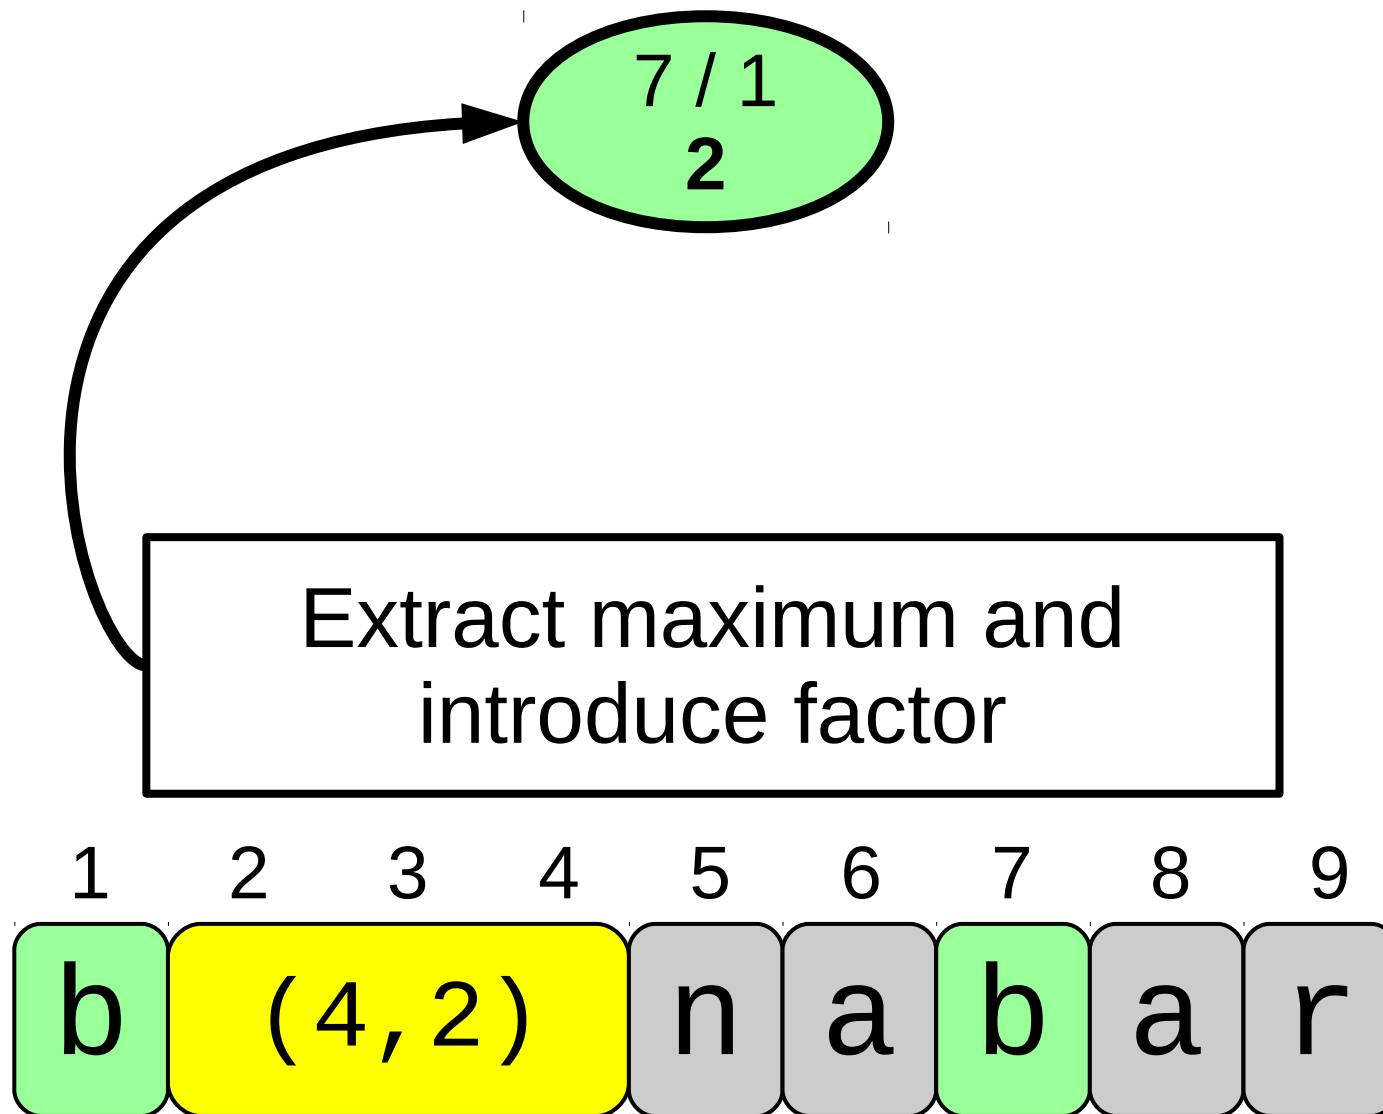 7 / 1
2
Extract maximum and
introduce factor
1 2 3 4 5 6 7 8 9
b (4,2) n a b a r